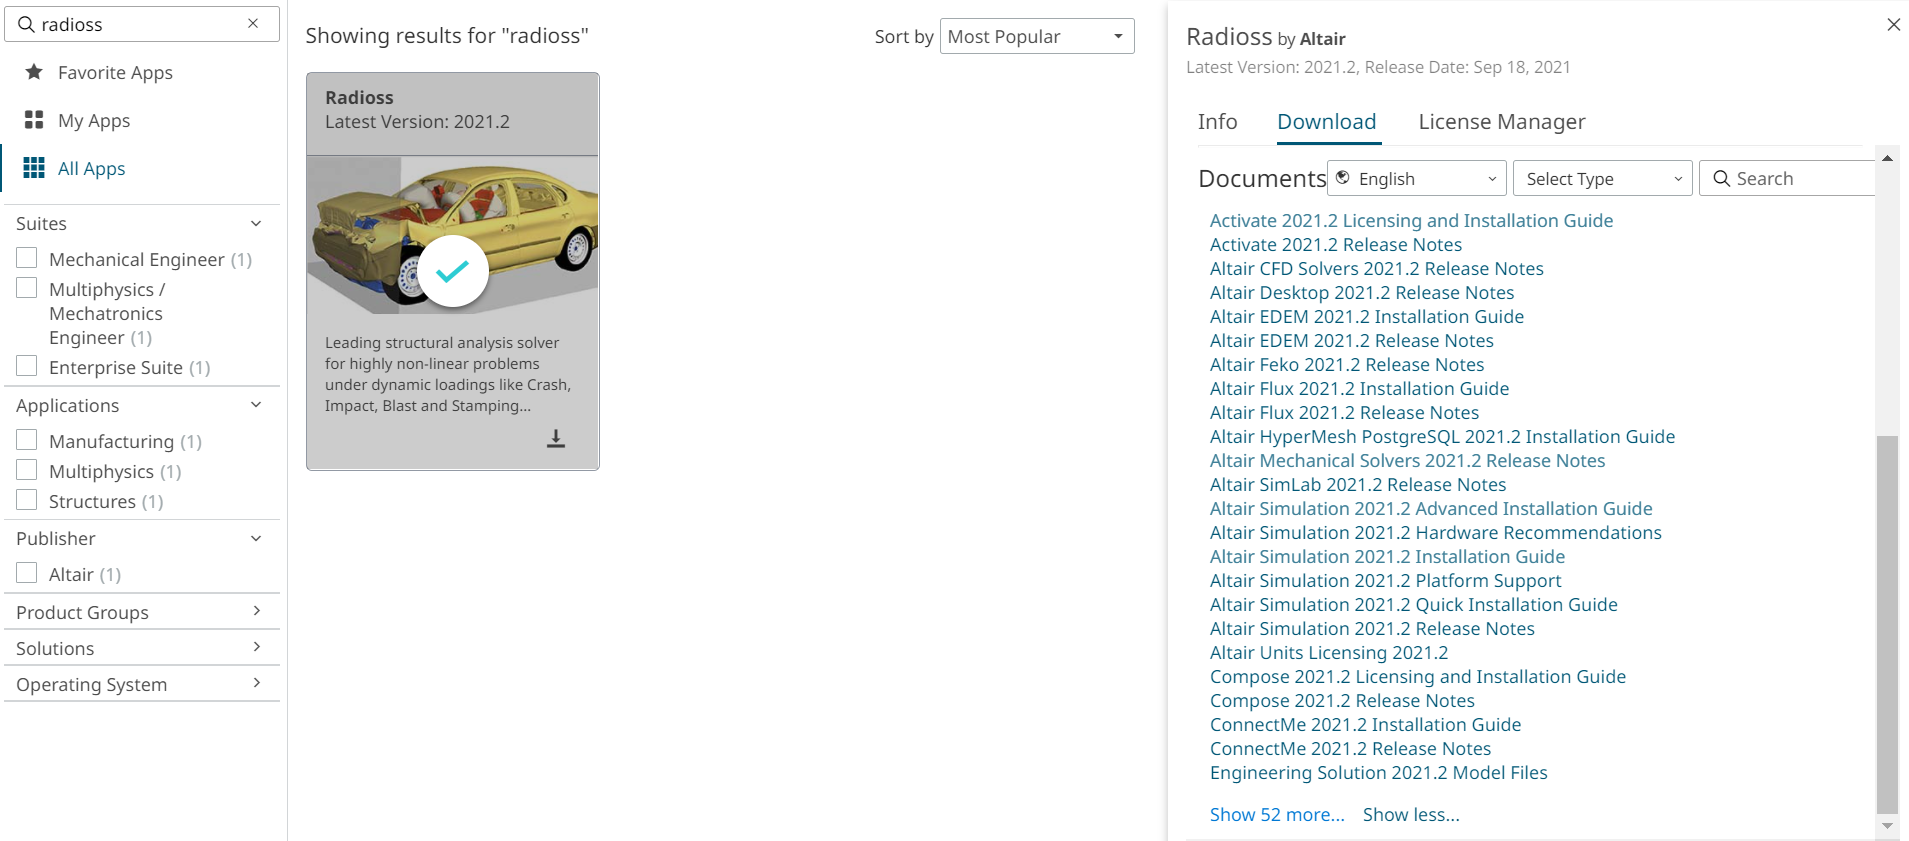 radioss
Favorite Apps
My Apps
All Apps
Suites
Mechanical Engineer (1)
Multiphysics /
Mechatronics
Engineer (1)
Enterprise Suite (1)
Applications
Manufacturing (1)
Multiphysics (1)
Structures (1)
Publisher
Altair (1)
Product Groups
Solutions
Operating System
Showing results for "radioss"
Sort by Most Popular
Radioss
Latest Version: 2021.2
Leading structural analysis solver
for highly non-linear problems
under dynamic loadings like Crash,
Impact, Blast and Stamping...
Radioss by Altair
Latest Version: 2021.2, Release Date: Sep 18, 2021
Info Download License Manager
Documents English Select Type Search
Activate 2021.2 Licensing and Installation Guide
Activate 2021.2 Release Notes
Altair CFD Solvers 2021.2 Release Notes
Altair Desktop 2021.2 Release Notes
Altair EDEM 2021.2 Installation Guide
Altair EDEM 2021.2 Release Notes
Altair Feko 2021.2 Release Notes
Altair Flux 2021.2 Installation Guide
Altair Flux 2021.2 Release Notes
Altair HyperMesh PostgreSQL 2021.2 Installation Guide
Altair Mechanical Solvers 2021.2 Release Notes
Altair SimLab 2021.2 Release Notes
Altair Simulation 2021.2 Advanced Installation Guide
Altair Simulation 2021.2 Hardware Recommendations
Altair Simulation 2021.2 Installation Guide
Altair Simulation 2021.2 Platform Support
Altair Simulation 2021.2 Quick Installation Guide
Altair Simulation 2021.2 Release Notes
Altair Units Licensing 2021.2
Compose 2021.2 Licensing and Installation Guide
Compose 2021.2 Release Notes
ConnectMe 2021.2 Installation Guide
ConnectMe 2021.2 Release Notes
Engineering Solution 2021.2 Model Files
Show 52 more... Show less...